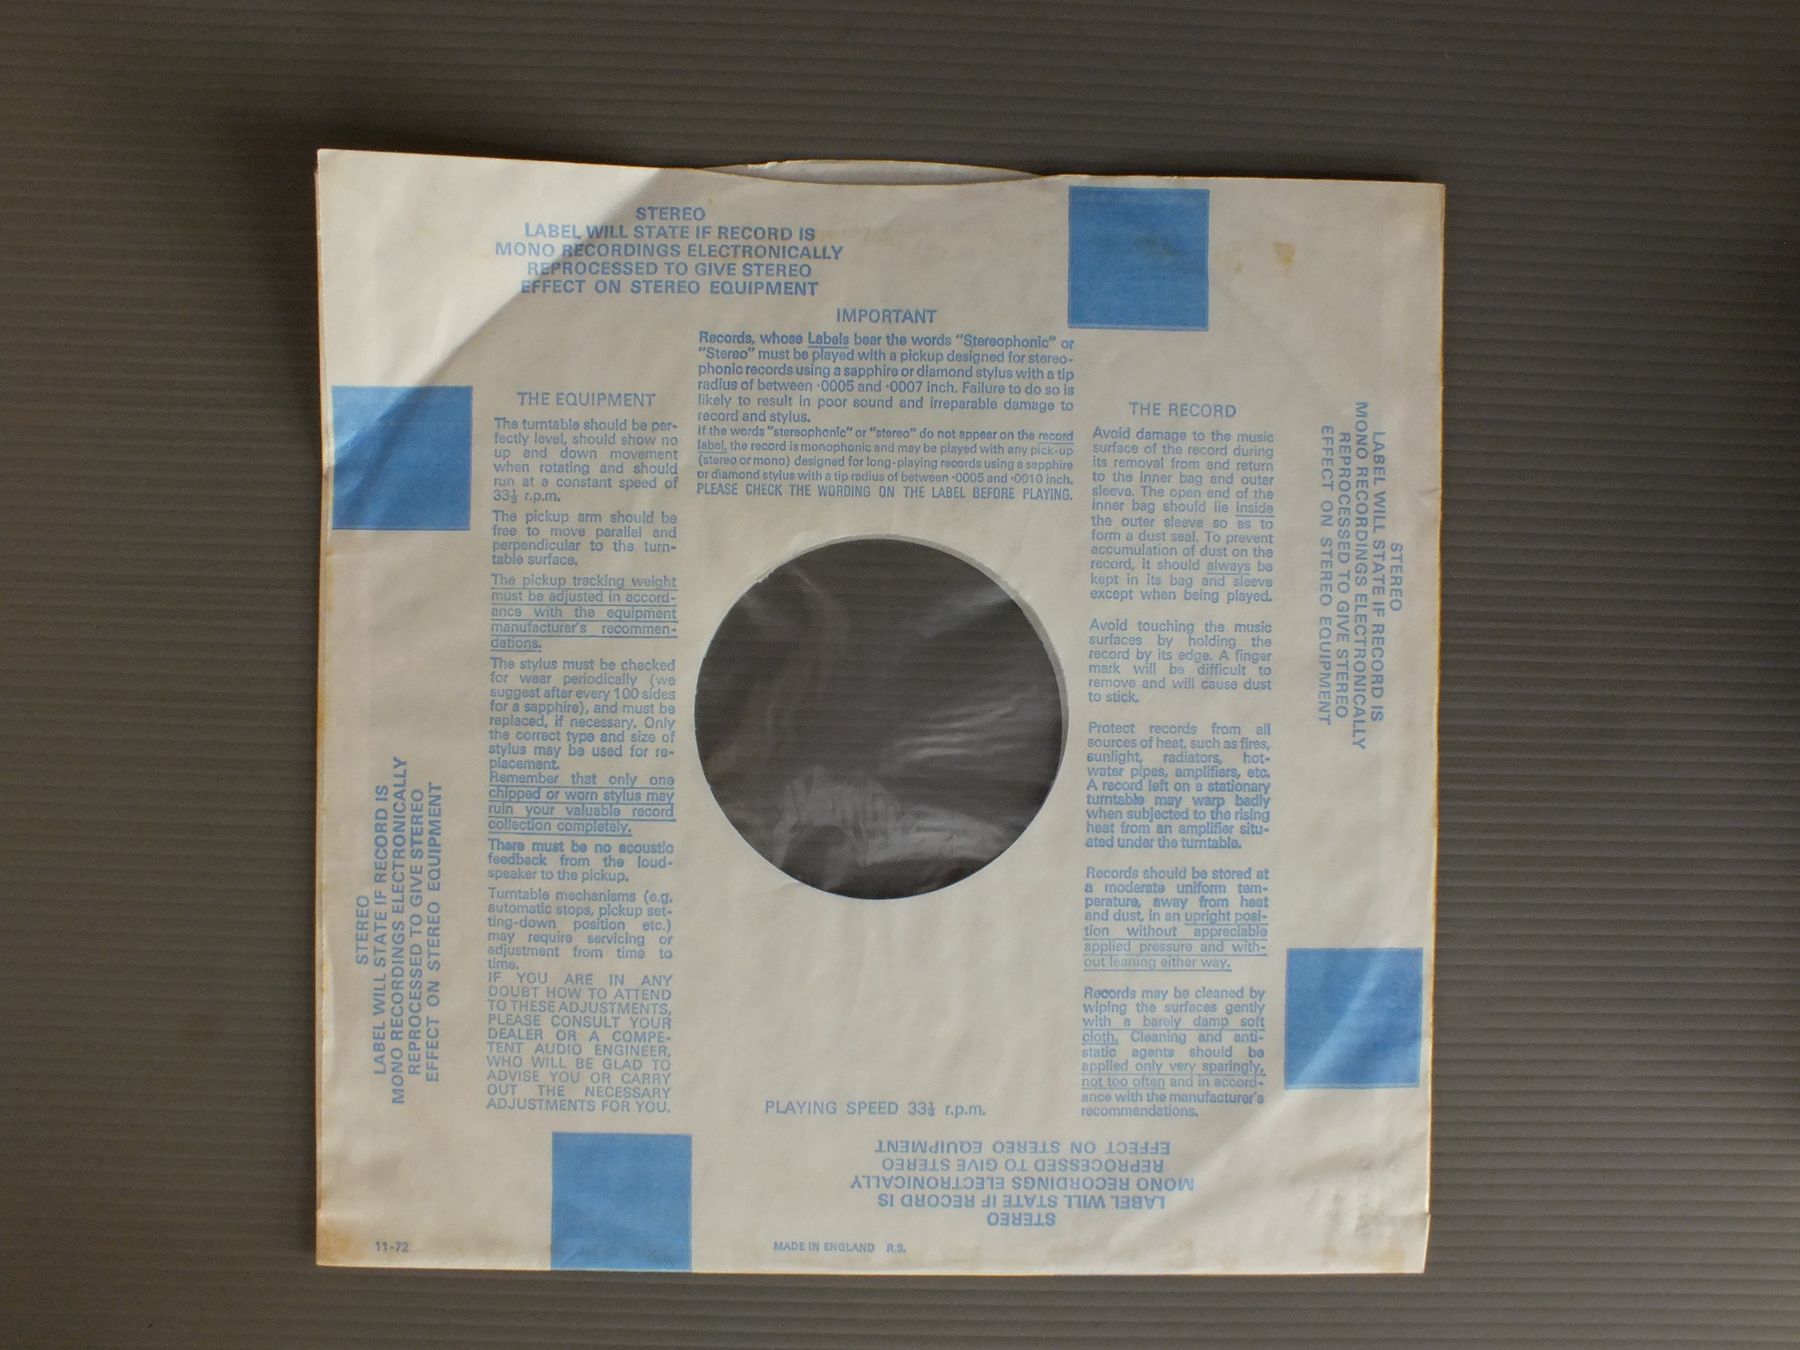 STEREO
LABEL WILL STATE IF RECORD IS
MONO RECORDINGS ELECTRONICALLY
REPROCESSED TO GIVE STEREO
EFFECT ON STEREO EQUIPMENT
IMPORTANT
Records, whose Labels bear the words "Stereophonic" or
"Stereo" must be played with a pickup designed for stereo-
phonic records using a sapphire or diamond stylus with a tip
radius of between ·0005 and ·0007 inch. Failure to do so is
likely to result in poor sound and irreparable damage to
record and stylus.
If the words "stereophonic" or "stereo" do not appear on the record
label, the record is monophonic and may be played with any pick-up
(stereo or mono) designed for long-playing records using a sapphire
or diamond stylus with a tip radius of between ·0005 and ·0010 inch.
PLEASE CHECK THE WORDING ON THE LABEL BEFORE PLAYING.
THE EQUIPMENT
The turntable should be per-
fectly level, should show no
up and down movement
when rotating and should
run at a constant speed of
33⅓ r.p.m.
The pickup arm should be
free to move parallel and
perpendicular to the turn-
table surface.
The pickup tracking weight
must be adjusted in accord-
ance with the equipment
manufacturer's recommen-
dations.
The stylus must be checked
for wear periodically (we
suggest after every 100 sides
for a sapphire), and must be
replaced, if necessary. Only
the correct type and size of
stylus may be used for re-
placement.
Remember that only one
chipped or worn stylus may
ruin your valuable record
collection completely.
There must be no acoustic
feedback from the loud-
speaker to the pickup.
Turntable mechanisms (e.g.
automatic stops, pickup set-
ting-down position etc.)
may require servicing or
adjustment from time to
time.
IF YOU ARE IN ANY
DOUBT HOW TO ATTEND
TO THESE ADJUSTMENTS,
PLEASE CONSULT YOUR
DEALER OR A COMPE-
TENT AUDIO ENGINEER,
WHO WILL BE GLAD TO
ADVISE YOU OR CARRY
OUT THE NECESSARY
ADJUSTMENTS FOR YOU.
THE RECORD
Avoid damage to the music
surface of the record during
its removal from and return
to the inner bag and outer
sleeve. The open end of the
inner bag should lie inside
the outer sleeve so as to
form a dust seal. To prevent
accumulation of dust on the
record, it should always be
kept in its bag and sleeve
except when being played.
Avoid touching the music
surfaces by holding the
record by its edge. A finger
mark will be difficult to
remove and will cause dust
to stick.
Protect records from all
sources of heat, such as fires,
sunlight, radiators, hot-
water pipes, amplifiers, etc.
A record left on a stationary
turntable may warp badly
when subjected to the rising
heat from an amplifier situ-
ated under the turntable.
Records should be stored at
a moderate uniform tem-
perature, away from heat
and dust, in an upright posi-
tion without appreciable
applied pressure and with-
out leaning either way.
Records may be cleaned by
wiping the surfaces gently
with a barely damp soft
cloth. Cleaning and anti-
static agents should be
applied only very sparingly,
not too often and in accord-
ance with the manufacturer's
recommendations.
STEREO
LABEL WILL STATE IF RECORD IS
MONO RECORDINGS ELECTRONICALLY
REPROCESSED TO GIVE STEREO
EFFECT ON STEREO EQUIPMENT
STEREO
LABEL WILL STATE IF RECORD IS
MONO RECORDINGS ELECTRONICALLY
REPROCESSED TO GIVE STEREO
EFFECT ON STEREO EQUIPMENT
PLAYING SPEED 33⅓ r.p.m.
STEREO
LABEL WILL STATE IF RECORD IS
MONO RECORDINGS ELECTRONICALLY
REPROCESSED TO GIVE STEREO
EFFECT ON STEREO EQUIPMENT
11-72
MADE IN ENGLAND R.S.